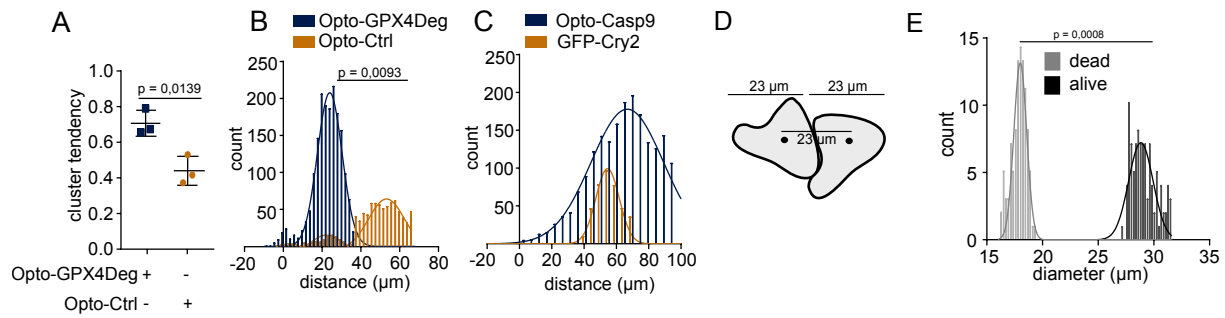 A
cluster tendency
p = 0,0139
1.0
0.8
0.6
0.4
0.2
0.0
Opto-GPX4Deg + -
Opto-Ctrl - +
B
Opto-GPX4Deg
Opto-Ctrl
p = 0,0093
count
250
200
150
100
50
-20 0 20 40 60 80
distance (µm)
C
Opto-Casp9
GFP-Cry2
count
250
200
150
100
50
0
-20 0 20 40 60 80 100
distance (µm)
D
23 µm 23 µm
23 µm
E
p = 0,0008
dead
alive
count
15
10
5
0
15 20 25 30 35
diameter (µm)